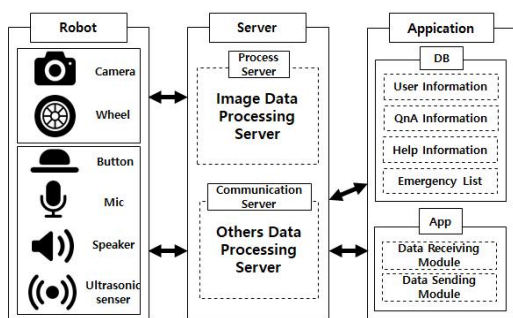 Robot
Camera
Wheel
Button
Mic
Speaker
Ultrasonic
senser
Server
Process
Server
Image Data
Processing
Server
Communication
Server
Others Data
Processing
Server
Appication
DB
User Information
QnA Information
Help Information
Emergency List
App
Data Receiving
Module
Data Sending
Module